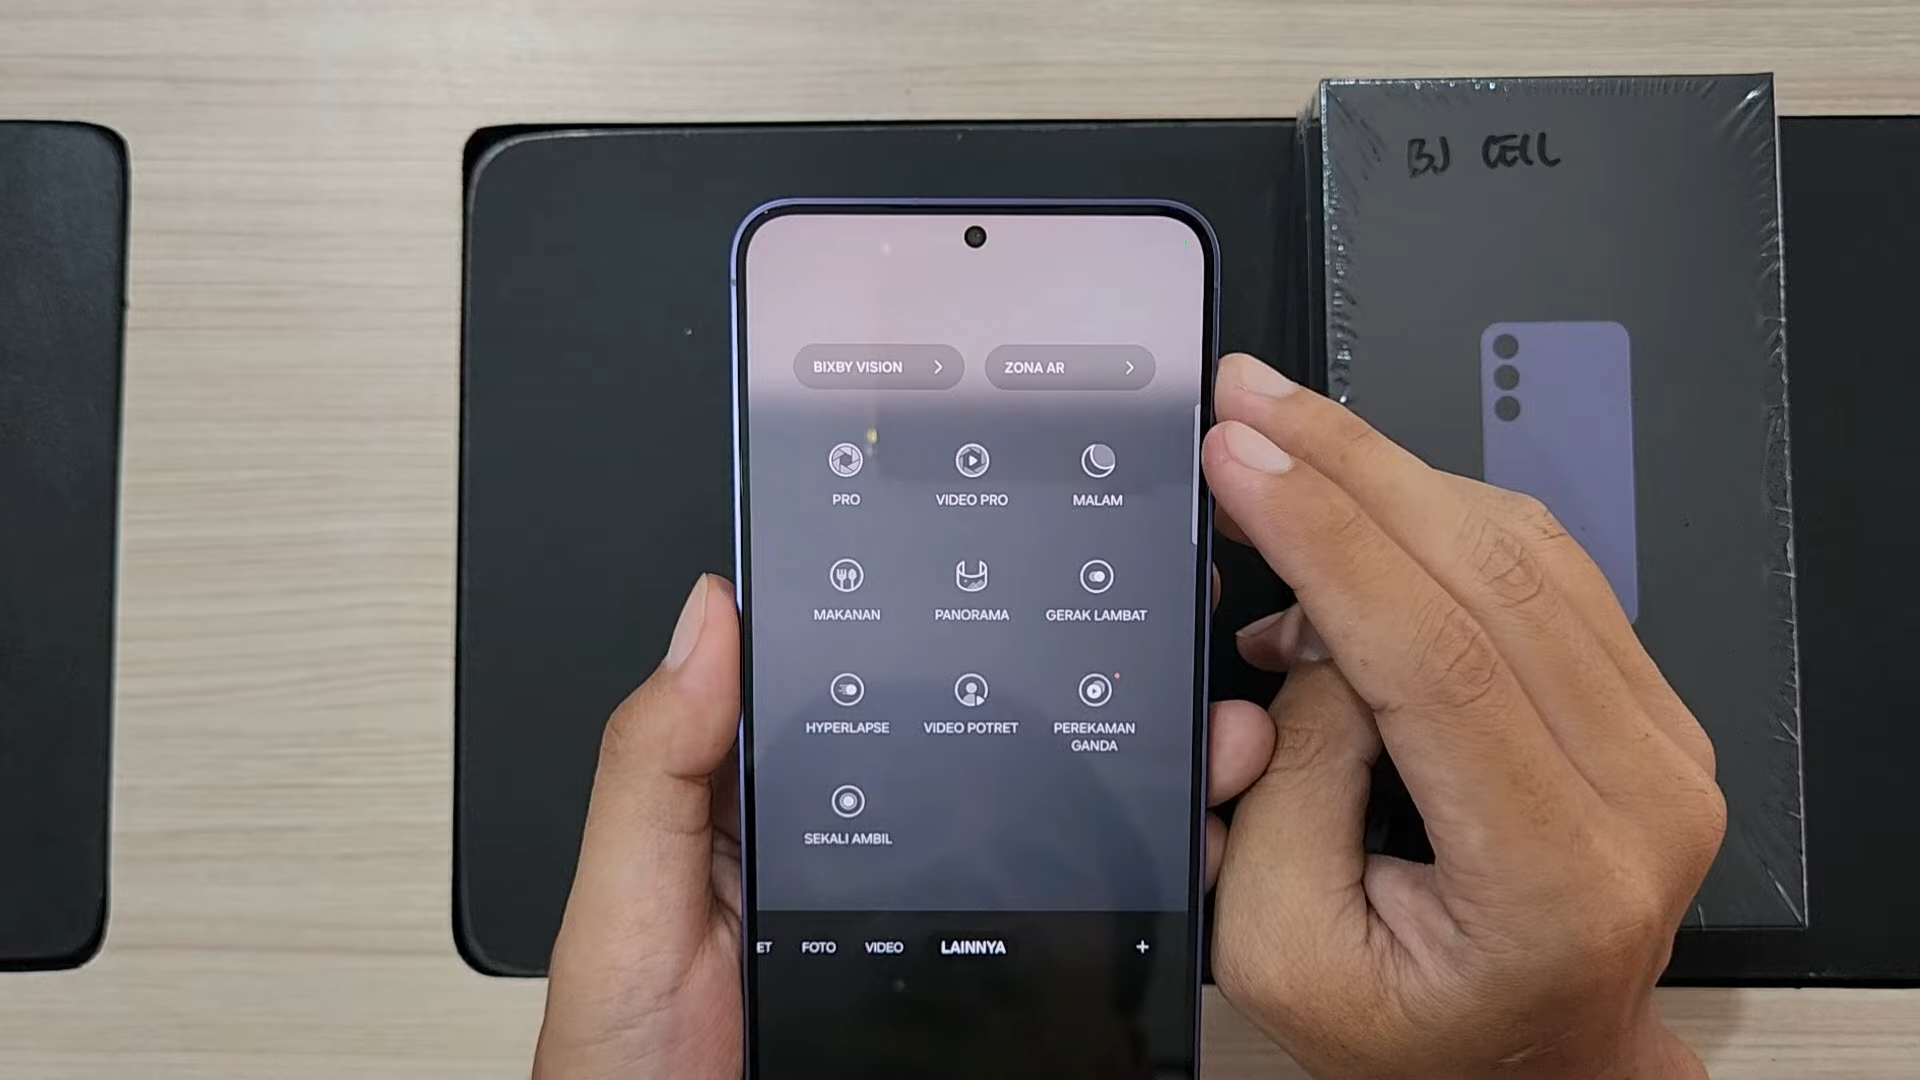 BJ CELL
BIXBY VISION
ZONA AR
PRO
VIDEO PRO
MALAM
MAKANAN
PANORAMA
GERAK LAMBAT
HYPERLAPSE
VIDEO POTRET
PEREKAMAN
GANDA
SEKALI AMBIL
ET FOTO VIDEO LAINNYA +